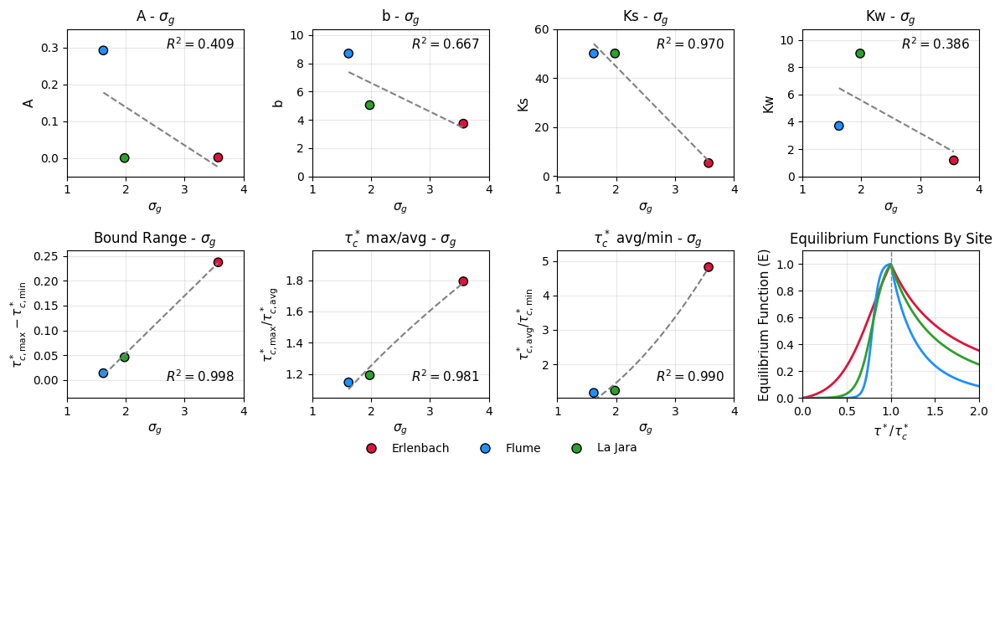 A - σg
R² = 0.409
A
0.3
0.2
0.1
0.0
1 2 3 4
σg
b - σg
R² = 0.667
b
10
8
6
4
2
0
1 2 3 4
σg
Ks - σg
R² = 0.970
Ks
60
40
20
0
1 2 3 4
σg
Kw - σg
R² = 0.386
Kw
10
8
6
4
2
0
1 2 3 4
σg
Bound Range - σg
R² = 0.998
τ*c,max − τ*c,min
0.25
0.20
0.15
0.10
0.05
0.00
1 2 3 4
σg
τ*c max/avg - σg
R² = 0.981
τ*c,max/τ*c,avg
1.8
1.6
1.4
1.2
1 2 3 4
σg
τ*c avg/min - σg
R² = 0.990
τ*c,avg/τ*c,min
5
4
3
2
1 2 3 4
σg
Equilibrium Functions By Site
Equilibrium Function (E)
1.0
0.8
0.6
0.4
0.2
0.0
0.0 0.5 1.0 1.5 2.0
τ*/τ*c
Erlenbach Flume La Jara